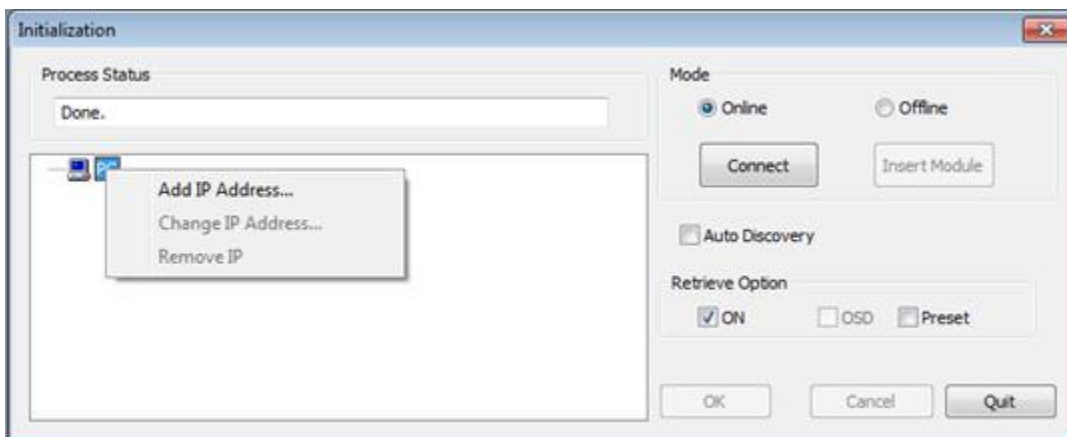 Initialization
Process Status
Done.
PC
Add IP Address...
Change IP Address...
Remove IP
Mode
Online
Offline
Connect
Insert Module
Auto Discovery
Retrieve Option
ON
OSD
Preset
OK
Cancel
Quit